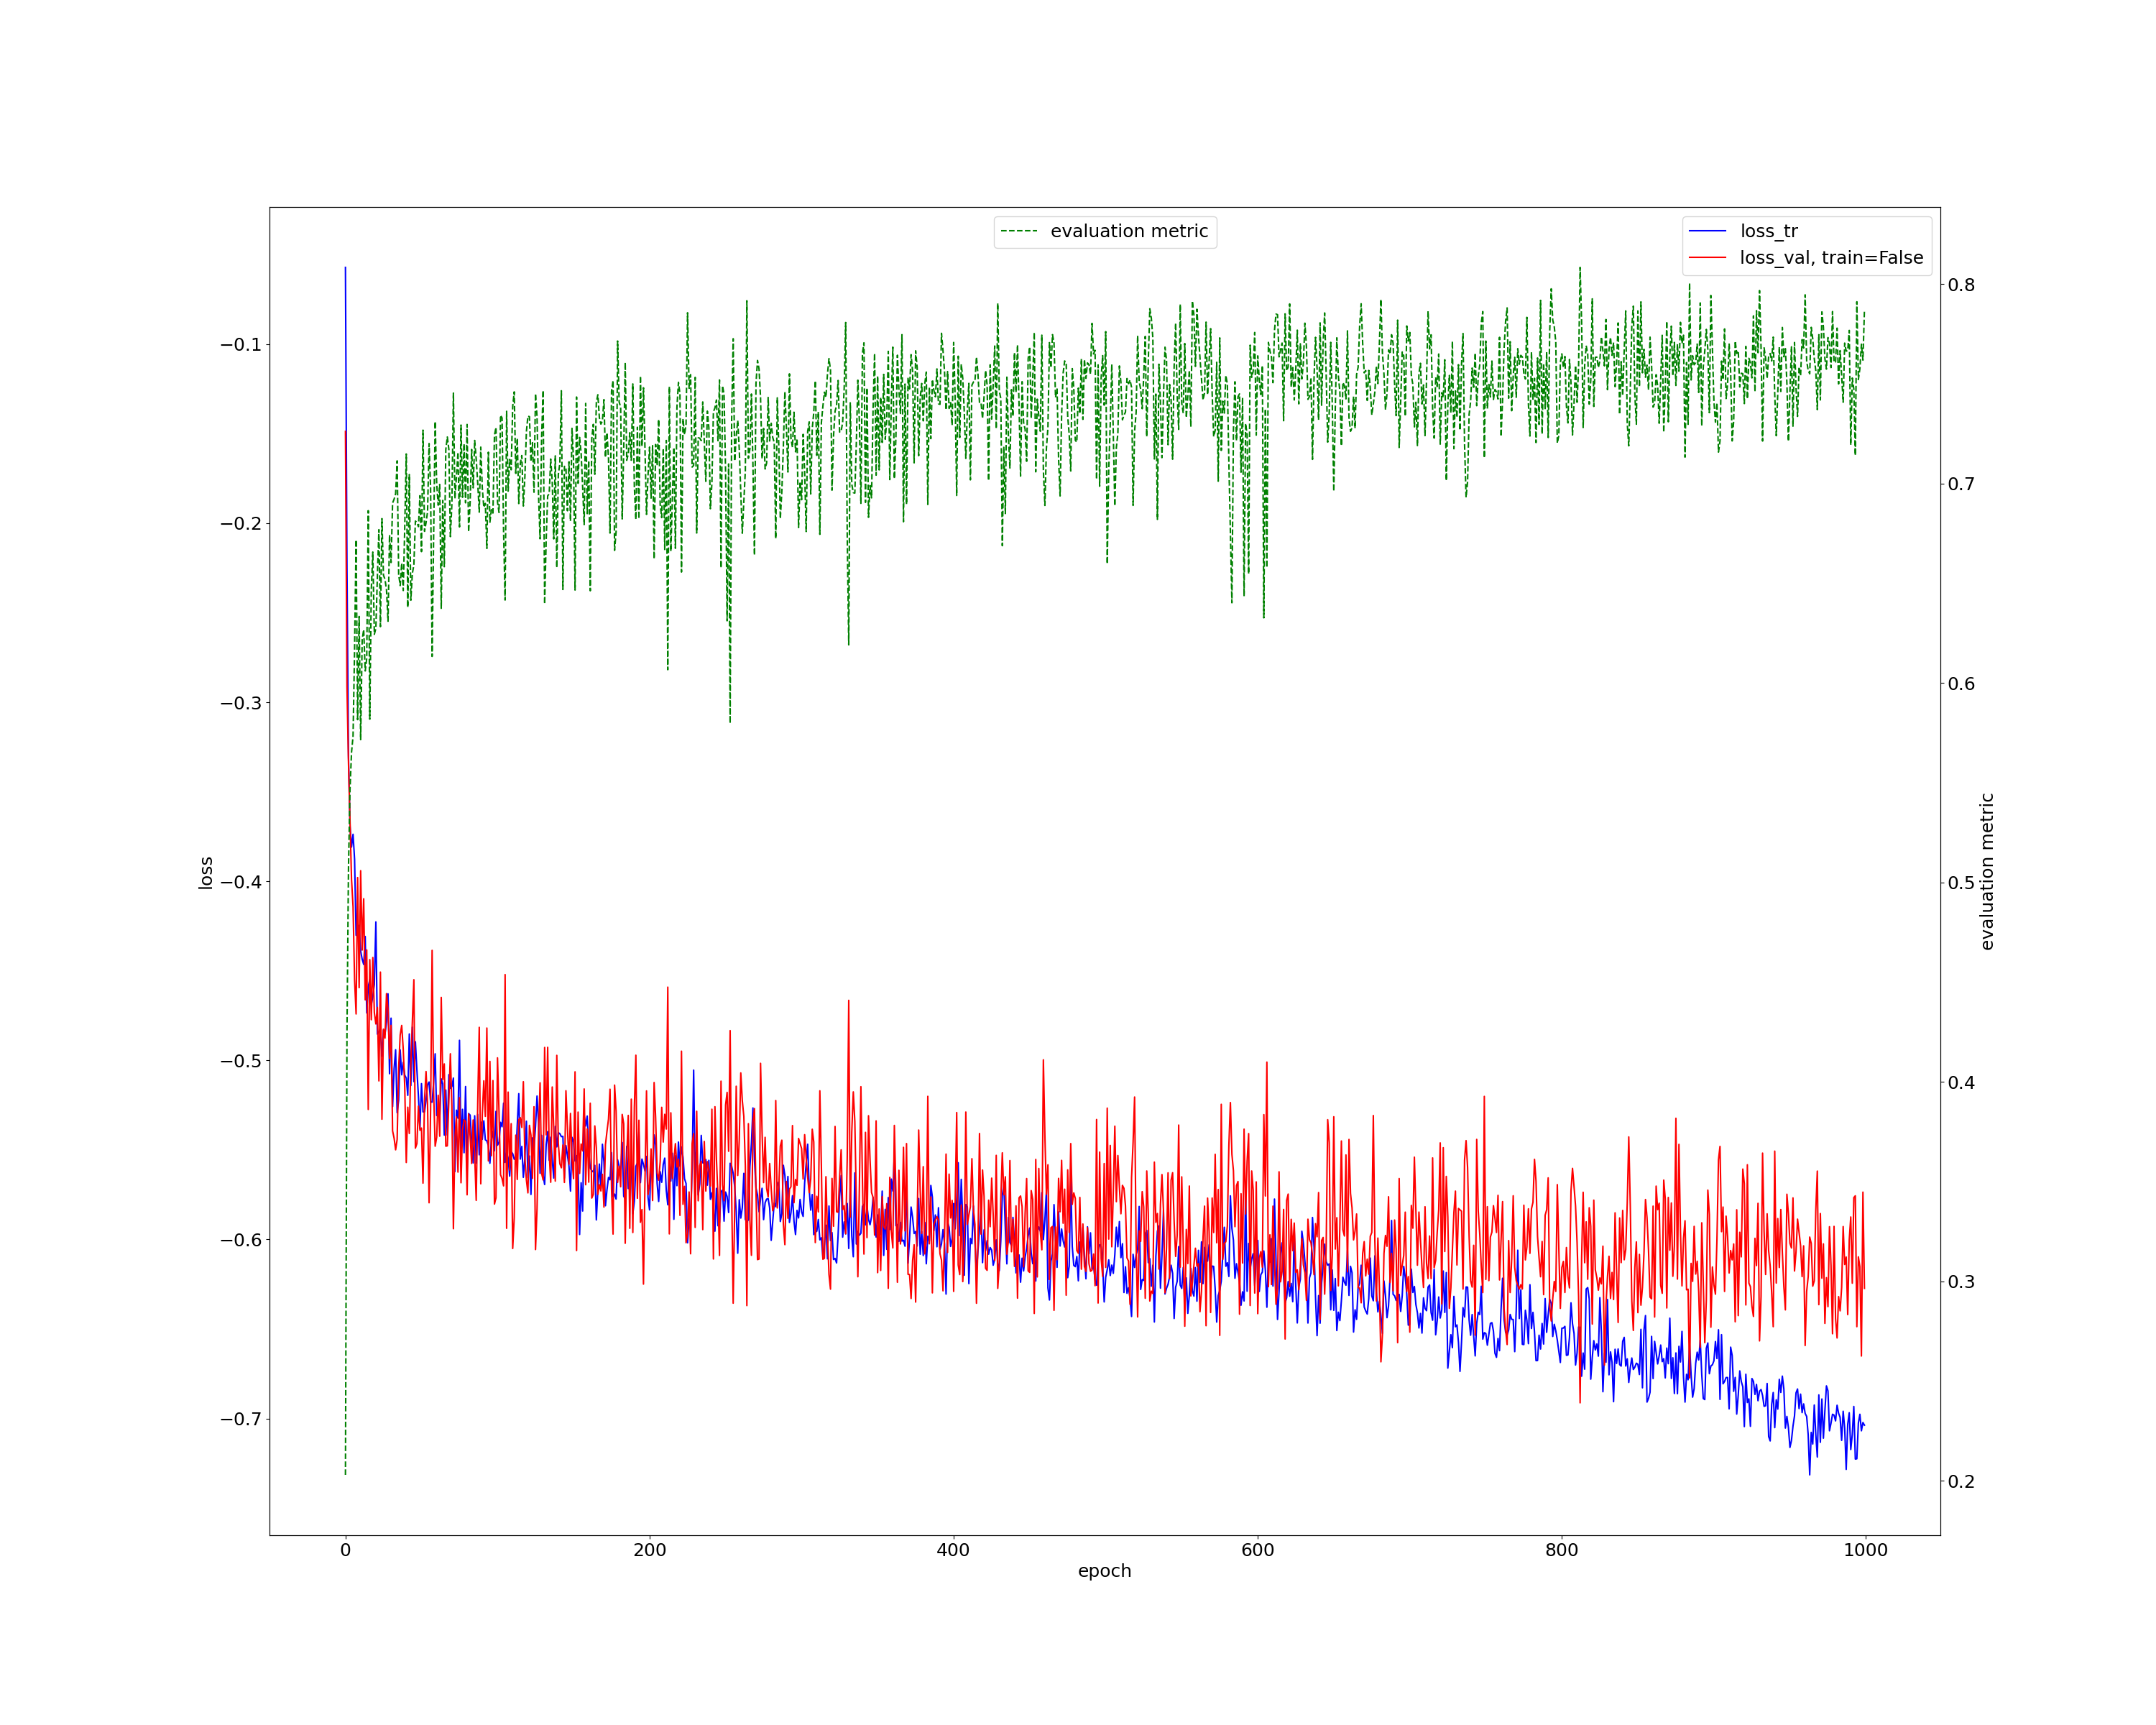 evaluation metric
loss_tr
loss_val, train=False
−0.1
−0.2
−0.3
−0.4
−0.5
−0.6
−0.7
loss
0.8
0.7
0.6
0.5
0.4
0.3
0.2
evaluation metric
0 200 400 600 800 1000
epoch